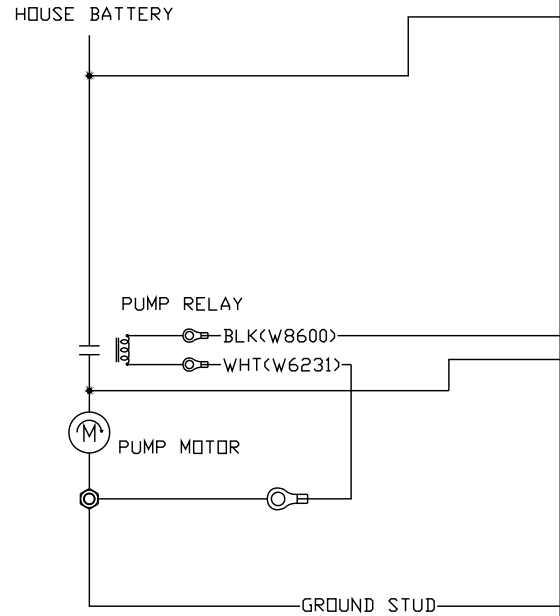 HOUSE BATTERY
PUMP RELAY
BLK(W8600)
WHT(W6231)
M
PUMP MOTOR
GROUND STUD